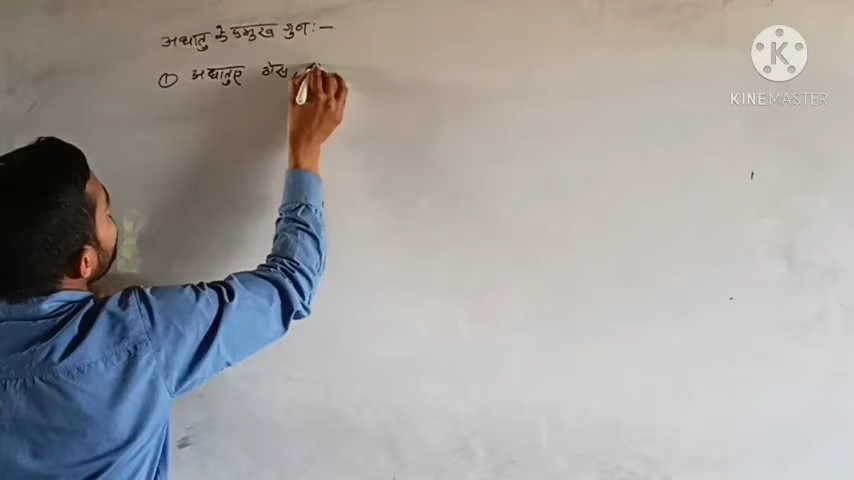 अधातु के प्रमुख गुन :—
① अधातुए गैस
KINEMASTER